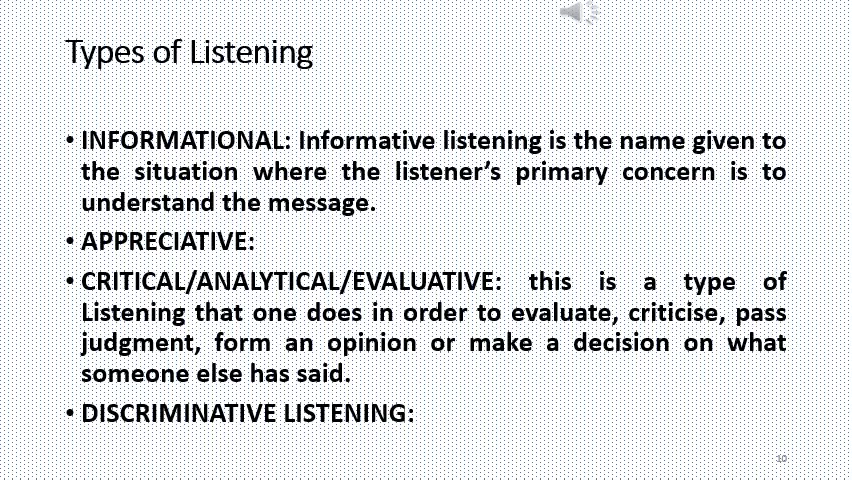 Types of Listening
• INFORMATIONAL: Informative listening is the name given to
the situation where the listener’s primary concern is to
understand the message.
• APPRECIATIVE:
• CRITICAL/ANALYTICAL/EVALUATIVE: this is a type of
Listening that one does in order to evaluate, criticise, pass
judgment, form an opinion or make a decision on what
someone else has said.
• DISCRIMINATIVE LISTENING:
10